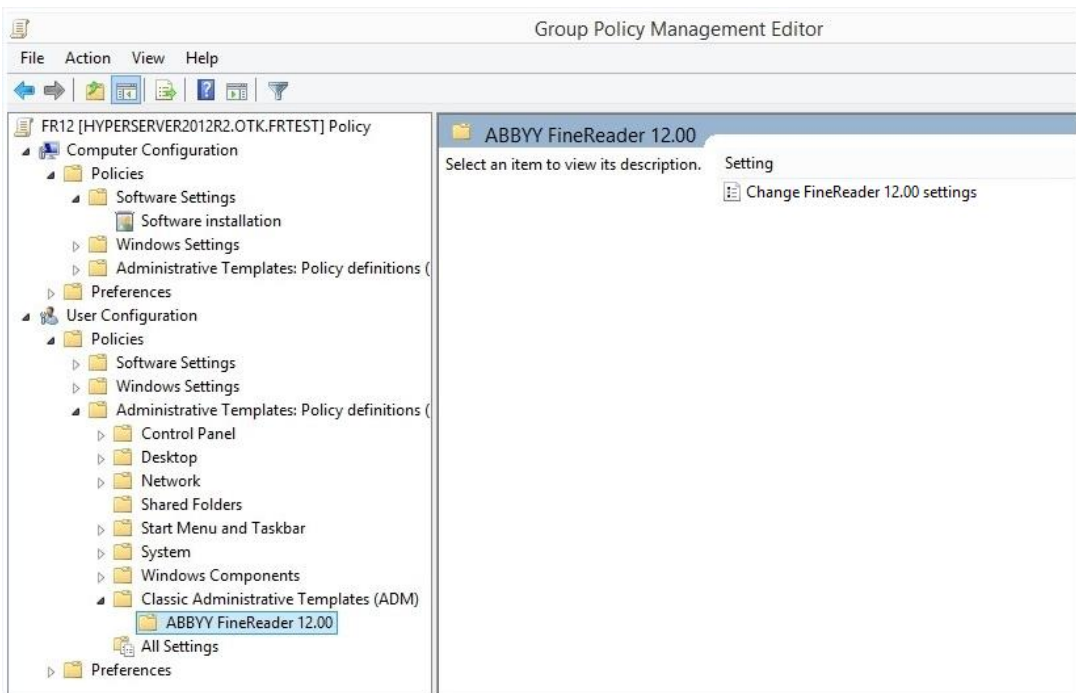 Group Policy Management Editor
File Action View Help
FR12 [HYPERSERVER2012R2.OTK.FRTEST] Policy
Computer Configuration
Policies
Software Settings
Software installation
Windows Settings
Administrative Templates: Policy definitions (
Preferences
User Configuration
Policies
Software Settings
Windows Settings
Administrative Templates: Policy definitions (
Control Panel
Desktop
Network
Shared Folders
Start Menu and Taskbar
System
Windows Components
Classic Administrative Templates (ADM)
ABBYY FineReader 12.00
All Settings
Preferences
ABBYY FineReader 12.00
Select an item to view its description.
Setting
Change FineReader 12.00 settings